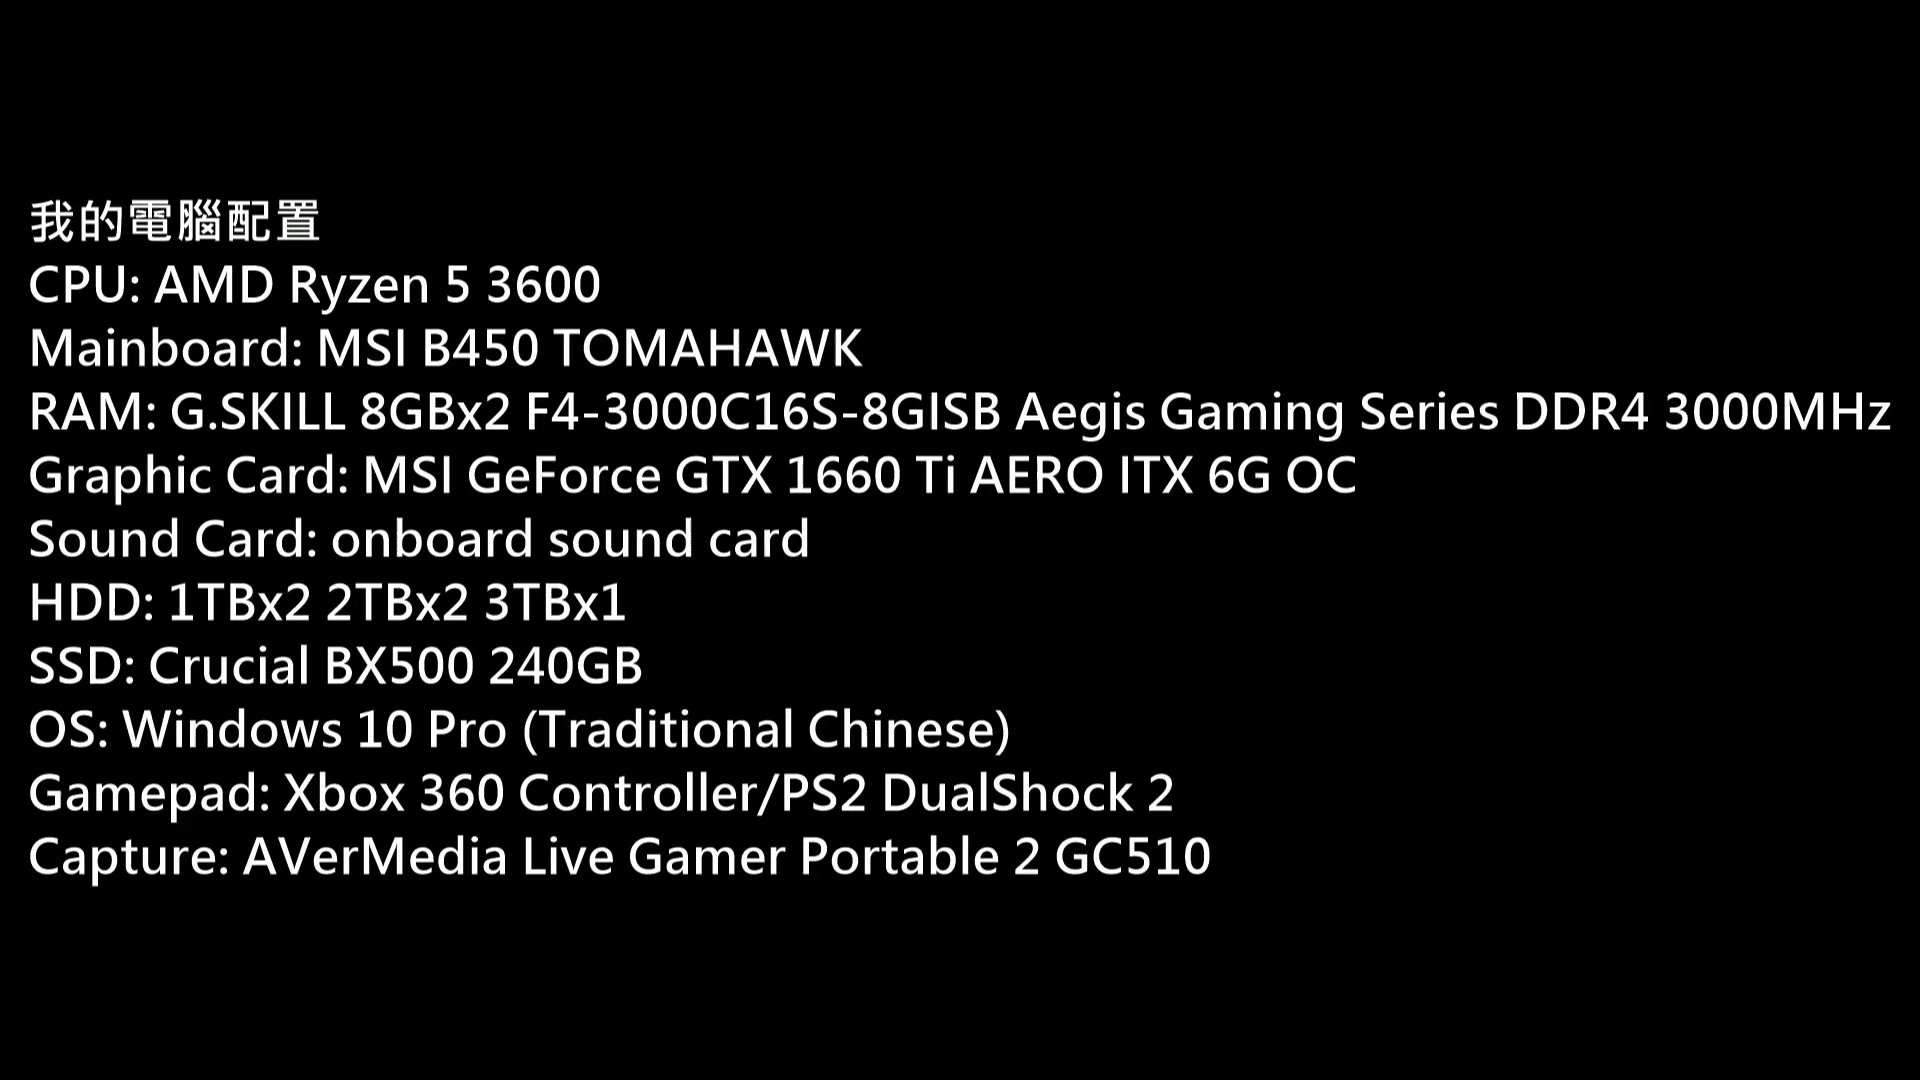 我的電腦配置
CPU: AMD Ryzen 5 3600
Mainboard: MSI B450 TOMAHAWK
RAM: G.SKILL 8GBx2 F4-3000C16S-8GISB Aegis Gaming Series DDR4 3000MHz
Graphic Card: MSI GeForce GTX 1660 Ti AERO ITX 6G OC
Sound Card: onboard sound card
HDD: 1TBx2 2TBx2 3TBx1
SSD: Crucial BX500 240GB
OS: Windows 10 Pro (Traditional Chinese)
Gamepad: Xbox 360 Controller/PS2 DualShock 2
Capture: AVerMedia Live Gamer Portable 2 GC510